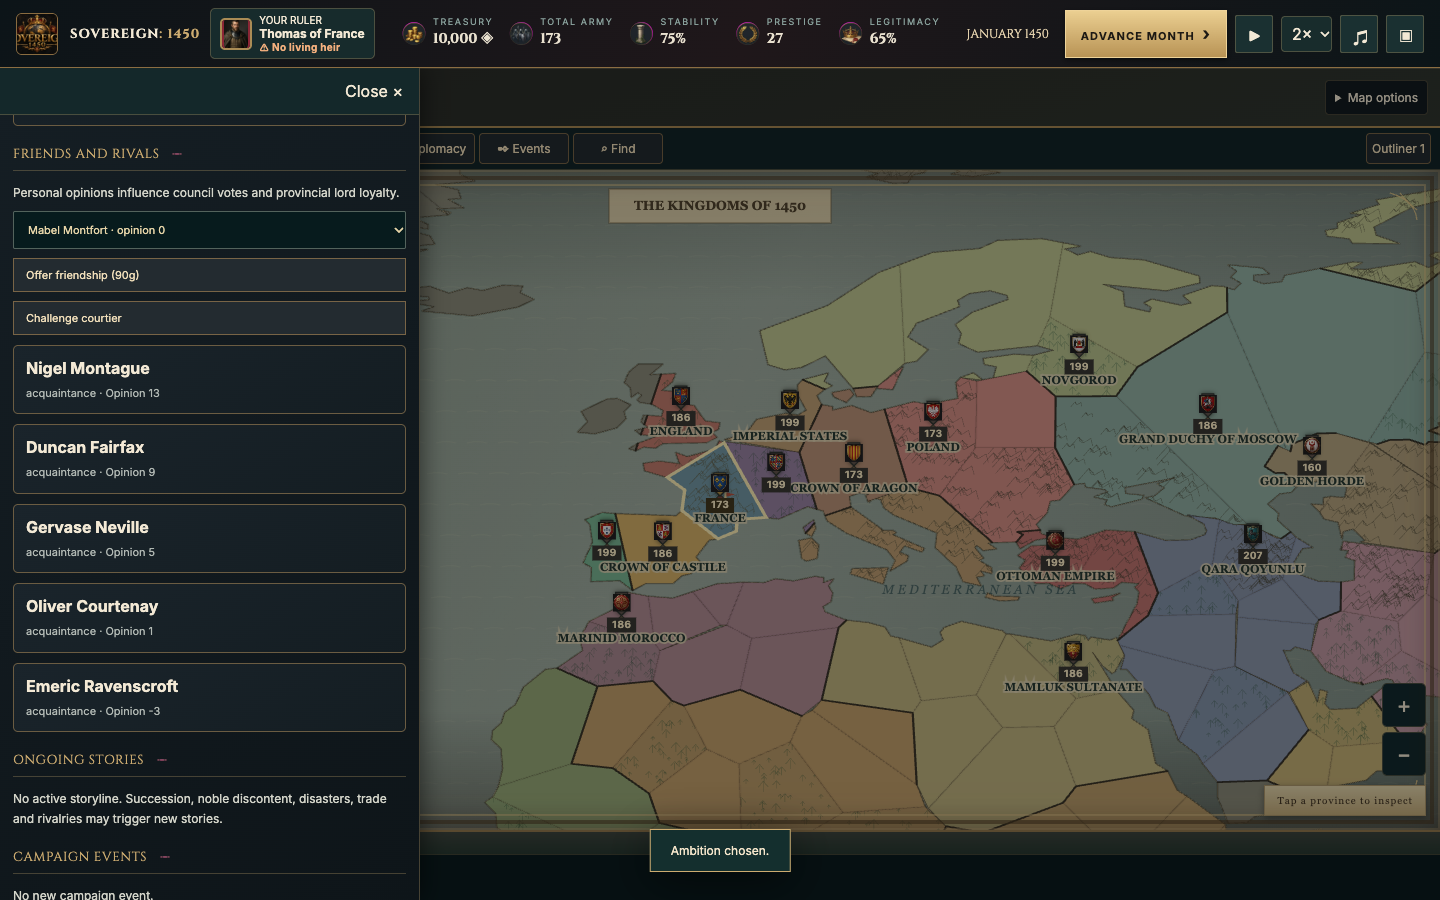 SOVEREIGN: 1450
YOUR RULER
Thomas of France
⚠ No living heir
TREASURY
10,000 ◈
TOTAL ARMY
173
STABILITY
75%
PRESTIGE
27
LEGITIMACY
65%
JANUARY 1450
ADVANCE MONTH ›
2×
Close ×
Map options
plomacy
Events
Find
Outliner 1
FRIENDS AND RIVALS
Personal opinions influence council votes and provincial lord loyalty.
Mabel Montfort · opinion 0
Offer friendship (90g)
Challenge courtier
Nigel Montague
acquaintance · Opinion 13
Duncan Fairfax
acquaintance · Opinion 9
Gervase Neville
acquaintance · Opinion 5
Oliver Courtenay
acquaintance · Opinion 1
Emeric Ravenscroft
acquaintance · Opinion -3
ONGOING STORIES
No active storyline. Succession, noble discontent, disasters, trade
and rivalries may trigger new stories.
CAMPAIGN EVENTS
No new campaign event.
THE KINGDOMS OF 1450
199
NOVGOROD
186
ENGLAND
199
IMPERIAL STATES
173
POLAND
186
GRAND DUCHY OF MOSCOW
160
GOLDEN HORDE
199
173
CROWN OF ARAGON
173
FRANCE
199
186
CROWN OF CASTILE
199
OTTOMAN EMPIRE
207
QARA QOYUNLU
MEDITERRANEAN SEA
186
MARINID MOROCCO
186
MAMLUK SULTANATE
+
−
Tap a province to inspect
Ambition chosen.